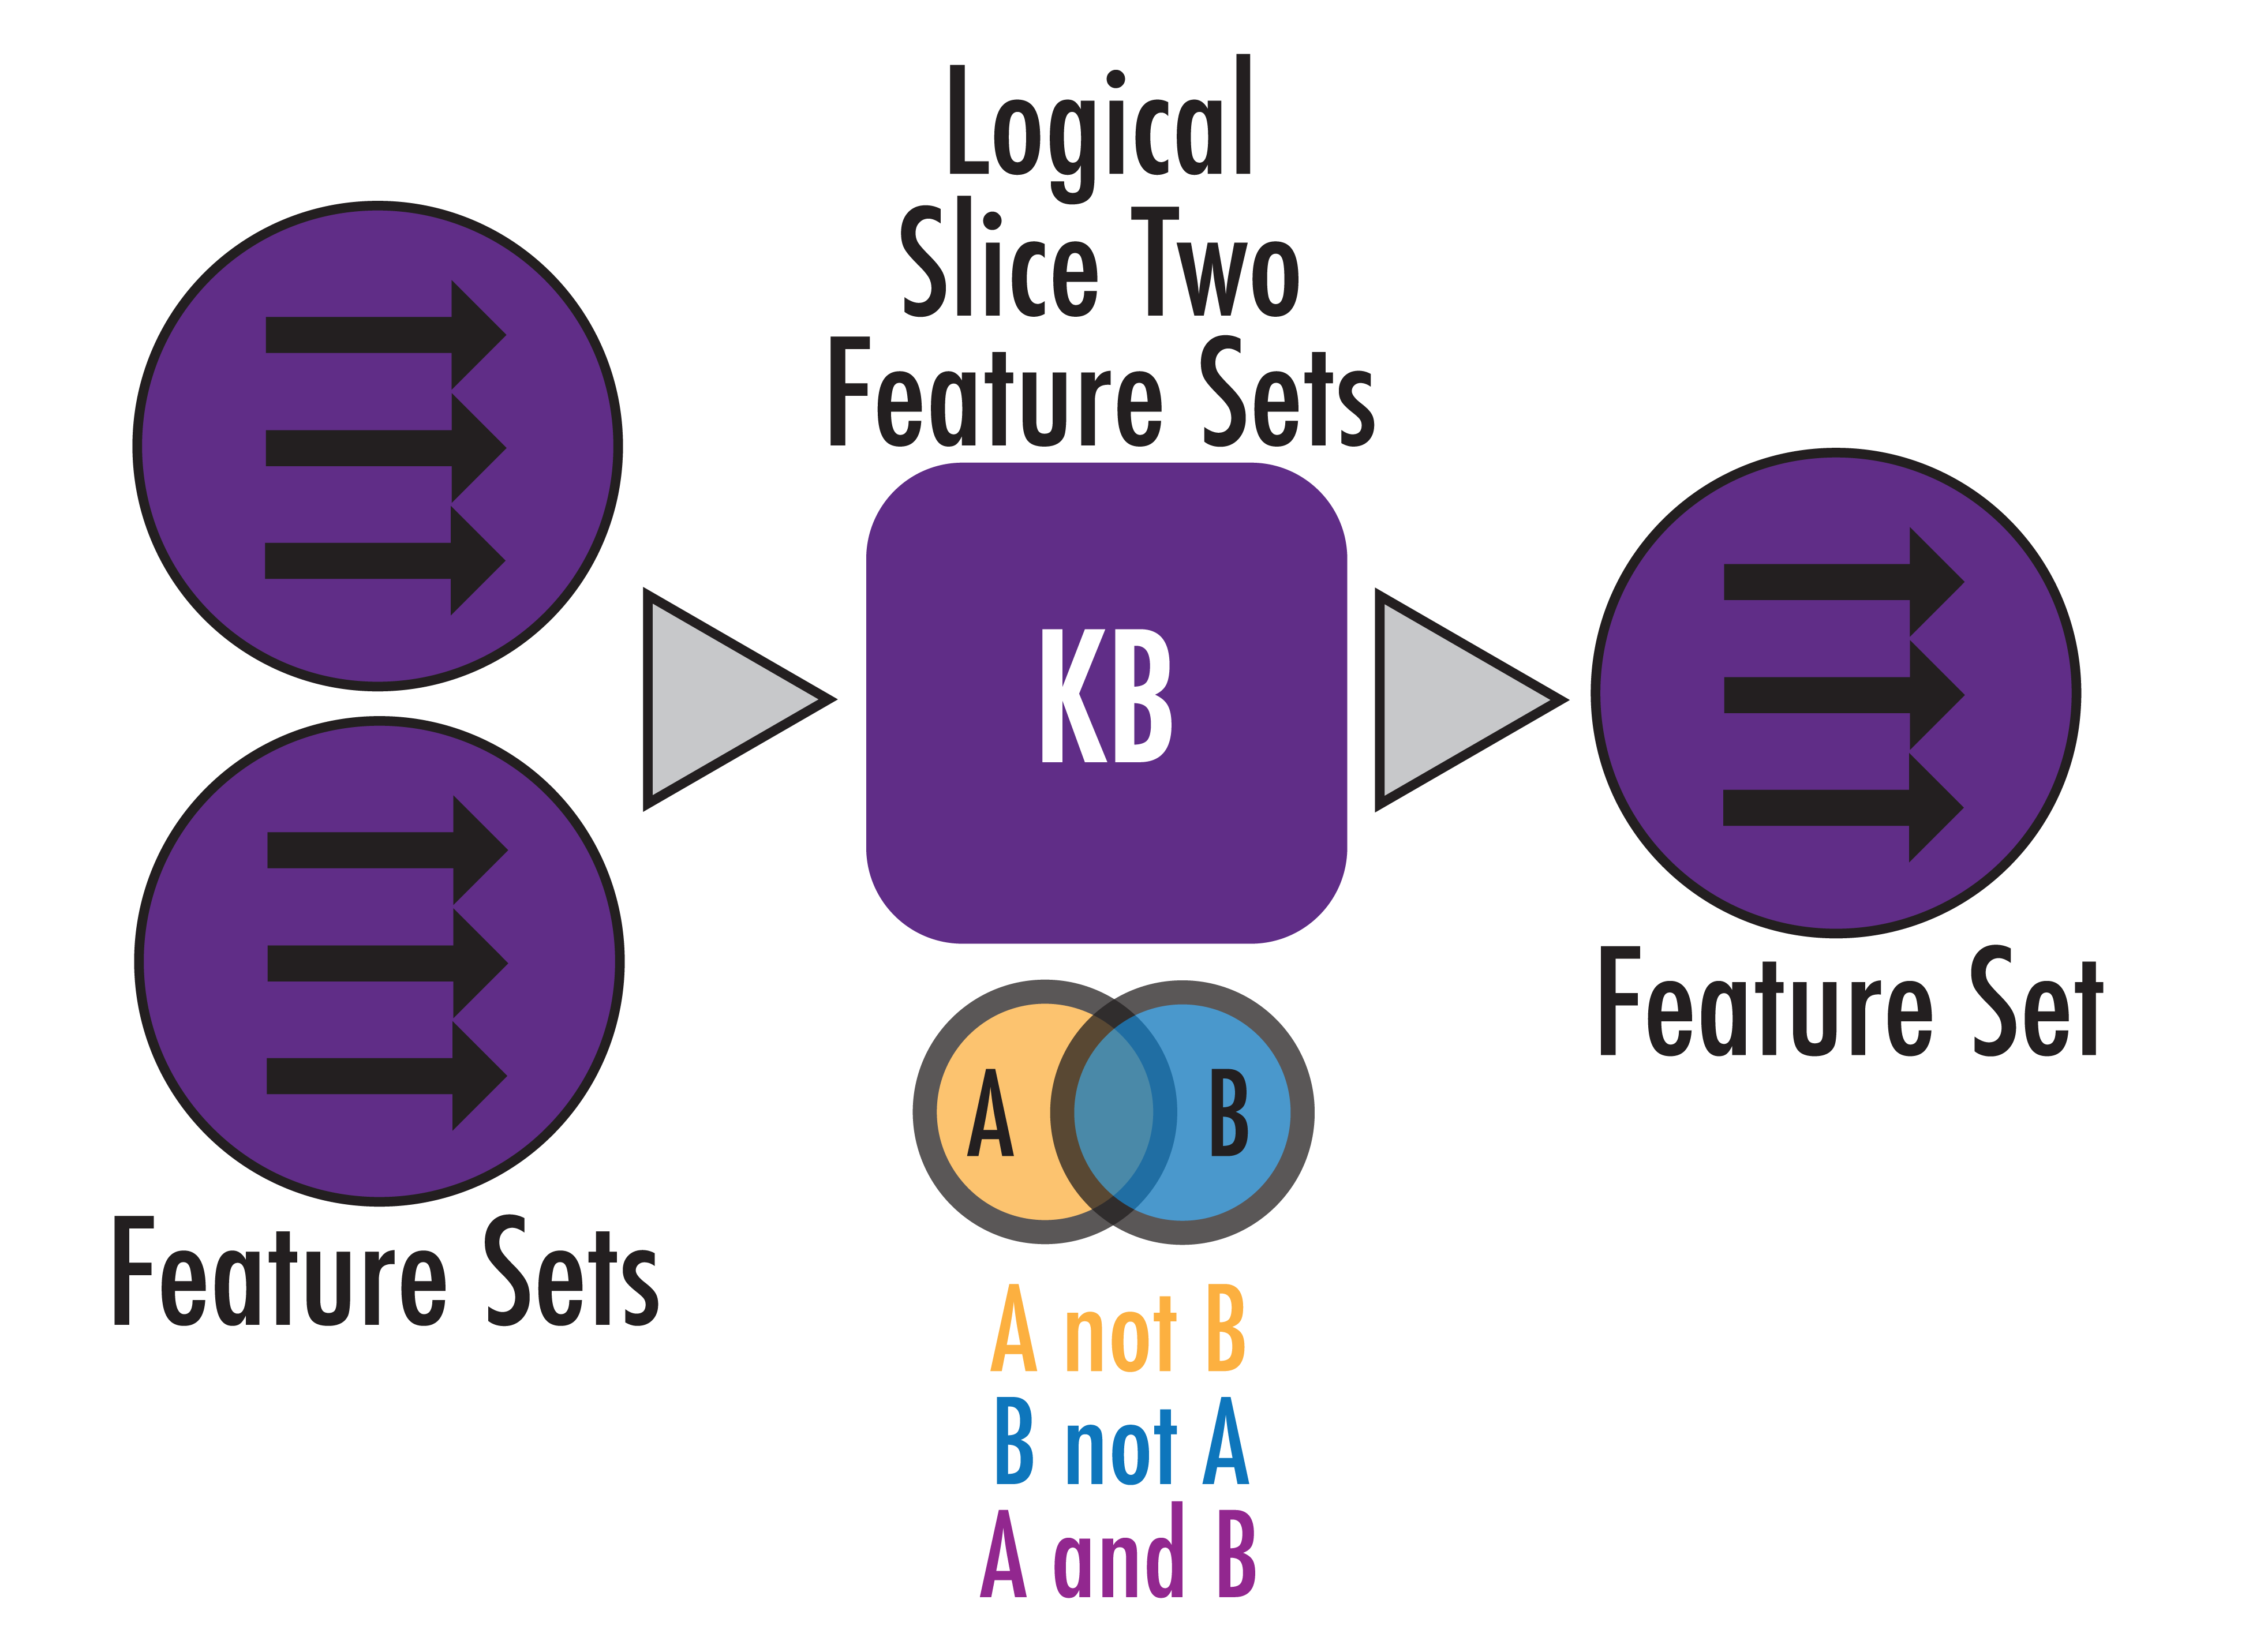 Logical
Slice Two
Feature Sets
KB
Feature Set
A B
Feature Sets
A not B
B not A
A and B